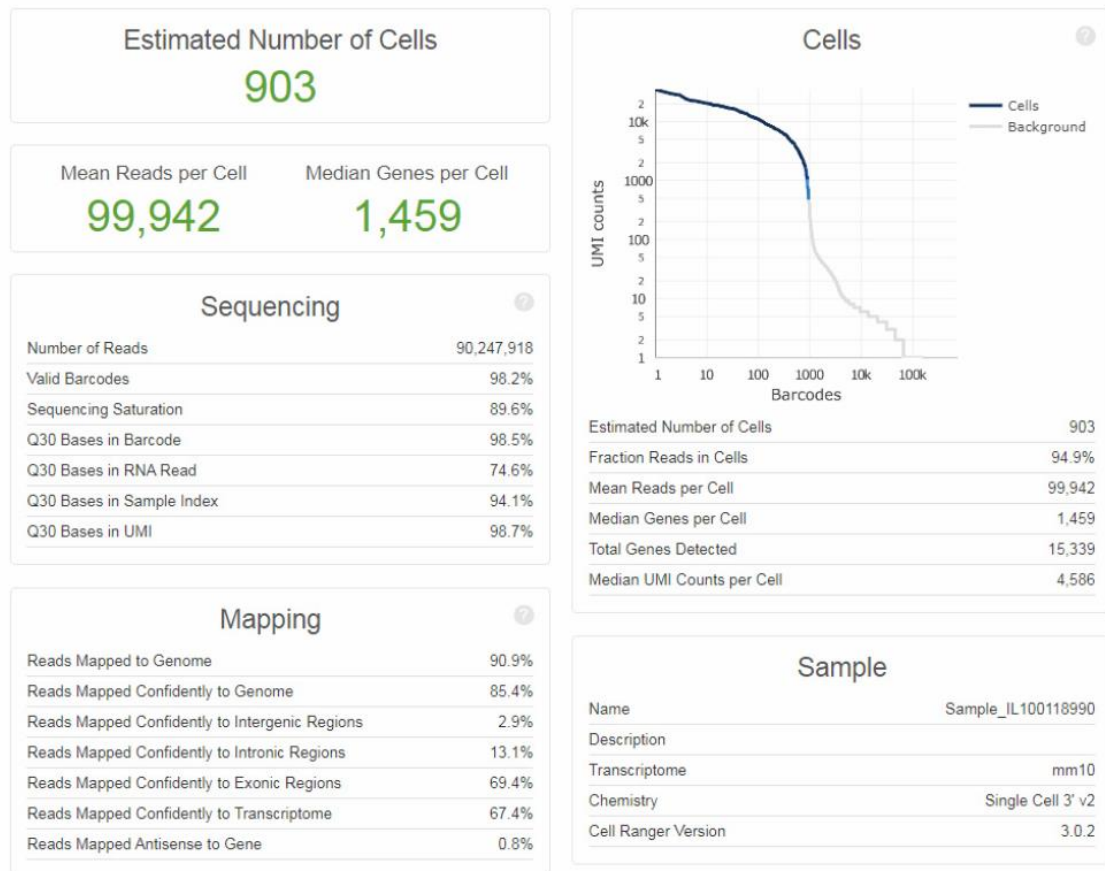 Estimated Number of Cells
903
Mean Reads per Cell Median Genes per Cell
99,942 1,459
Sequencing ?
Number of Reads 90,247,918
Valid Barcodes 98.2%
Sequencing Saturation 89.6%
Q30 Bases in Barcode 98.5%
Q30 Bases in RNA Read 74.6%
Q30 Bases in Sample Index 94.1%
Q30 Bases in UMI 98.7%
Mapping ?
Reads Mapped to Genome 90.9%
Reads Mapped Confidently to Genome 85.4%
Reads Mapped Confidently to Intergenic Regions 2.9%
Reads Mapped Confidently to Intronic Regions 13.1%
Reads Mapped Confidently to Exonic Regions 69.4%
Reads Mapped Confidently to Transcriptome 67.4%
Reads Mapped Antisense to Gene 0.8%
Cells ?
Cells
Background
UMI counts
2
10k
5
2
1000
5
2
100
5
2
10
5
2
1
1 10 100 1000 10k 100k
Barcodes
Estimated Number of Cells 903
Fraction Reads in Cells 94.9%
Mean Reads per Cell 99,942
Median Genes per Cell 1,459
Total Genes Detected 15,339
Median UMI Counts per Cell 4,586
Sample
Name Sample_IL100118990
Description
Transcriptome mm10
Chemistry Single Cell 3' v2
Cell Ranger Version 3.0.2